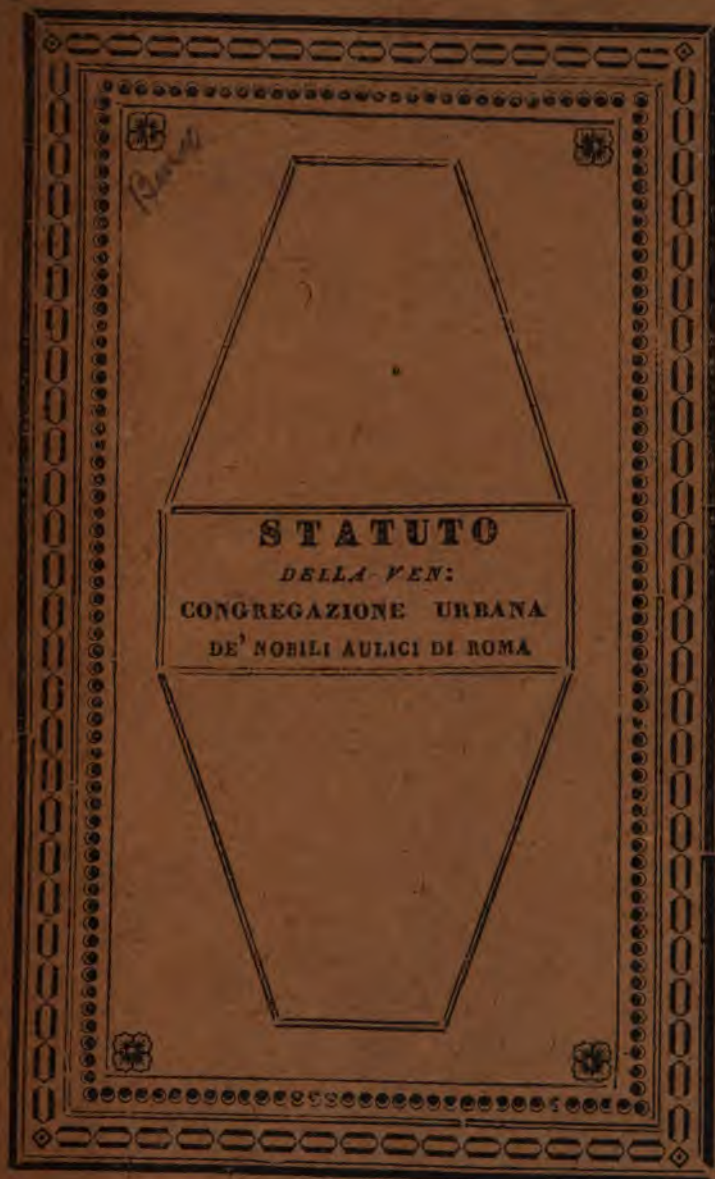 STATUTO
DELLA VEN:
CONGREGAZIONE URBANA
DE' NOBILI AULICI DI ROMA